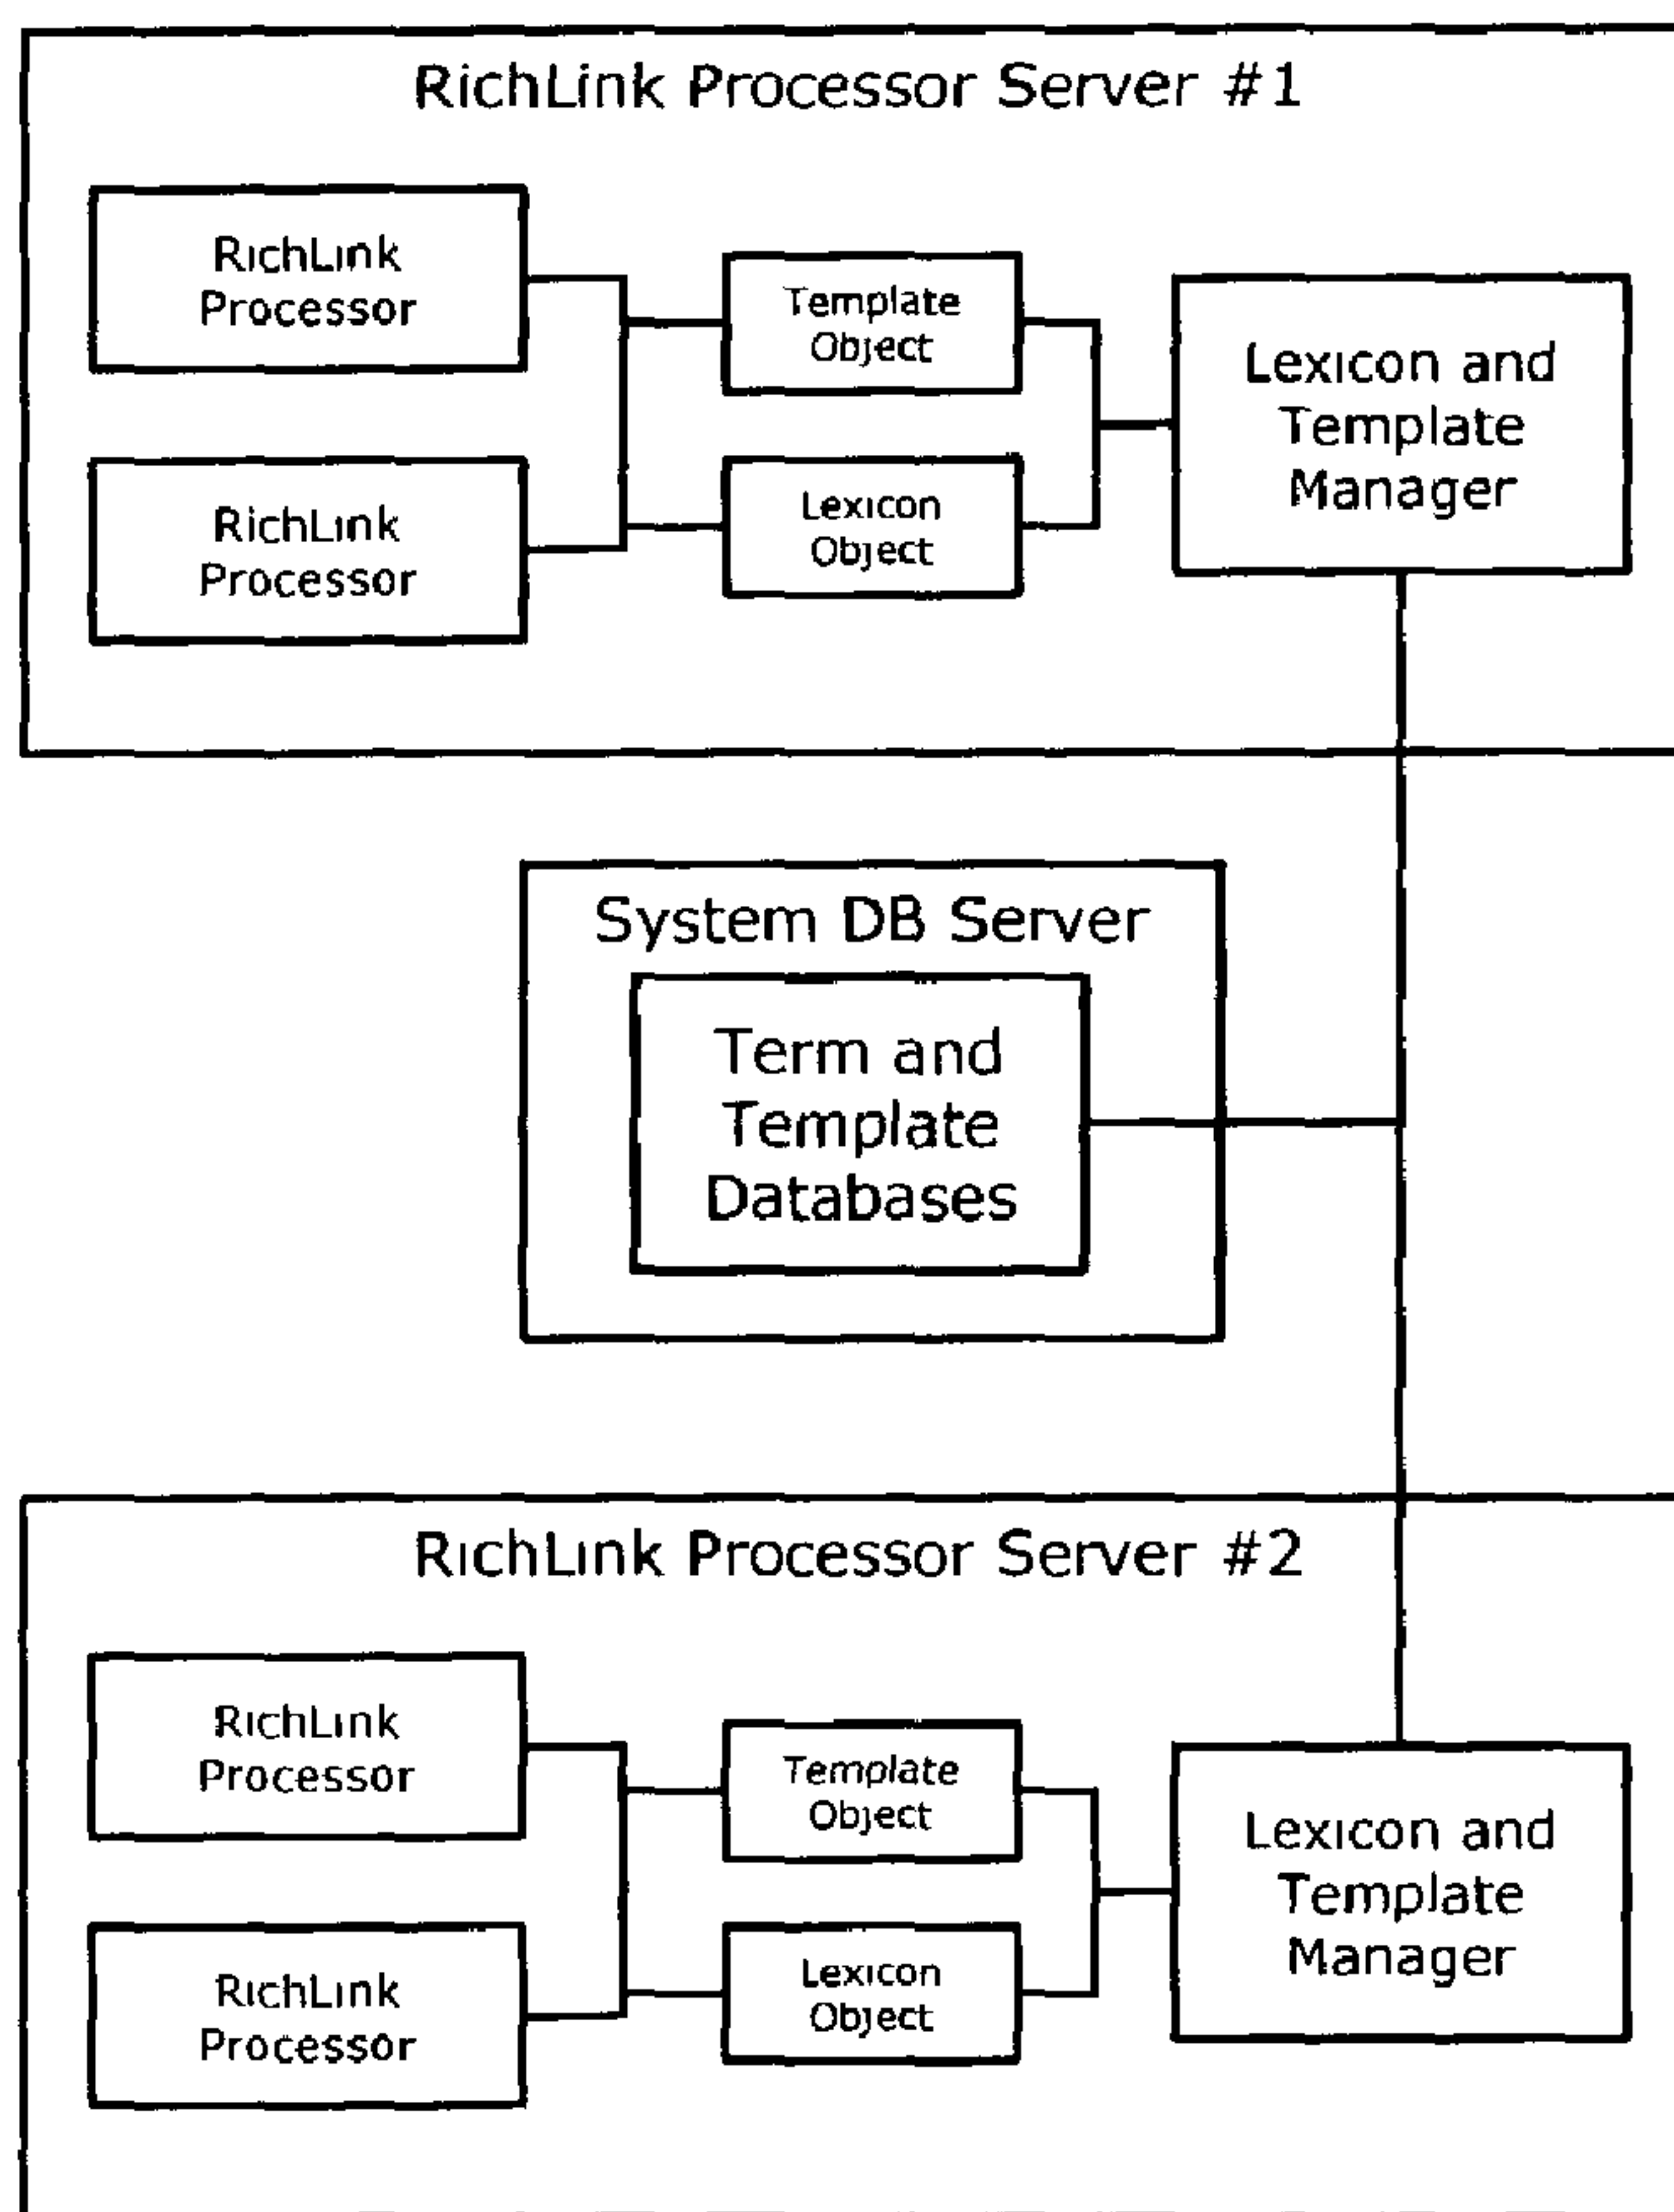 RichLink Processor Server #1
RichLink
Processor
Template
Object
Lexicon and
Template
Manager
RichLink
Processor
Lexicon
Object
System DB Server
Term and
Template
Databases
RichLink Processor Server #2
RichLink
Processor
Template
Object
Lexicon and
Template
Manager
RichLink
Processor
Lexicon
Object